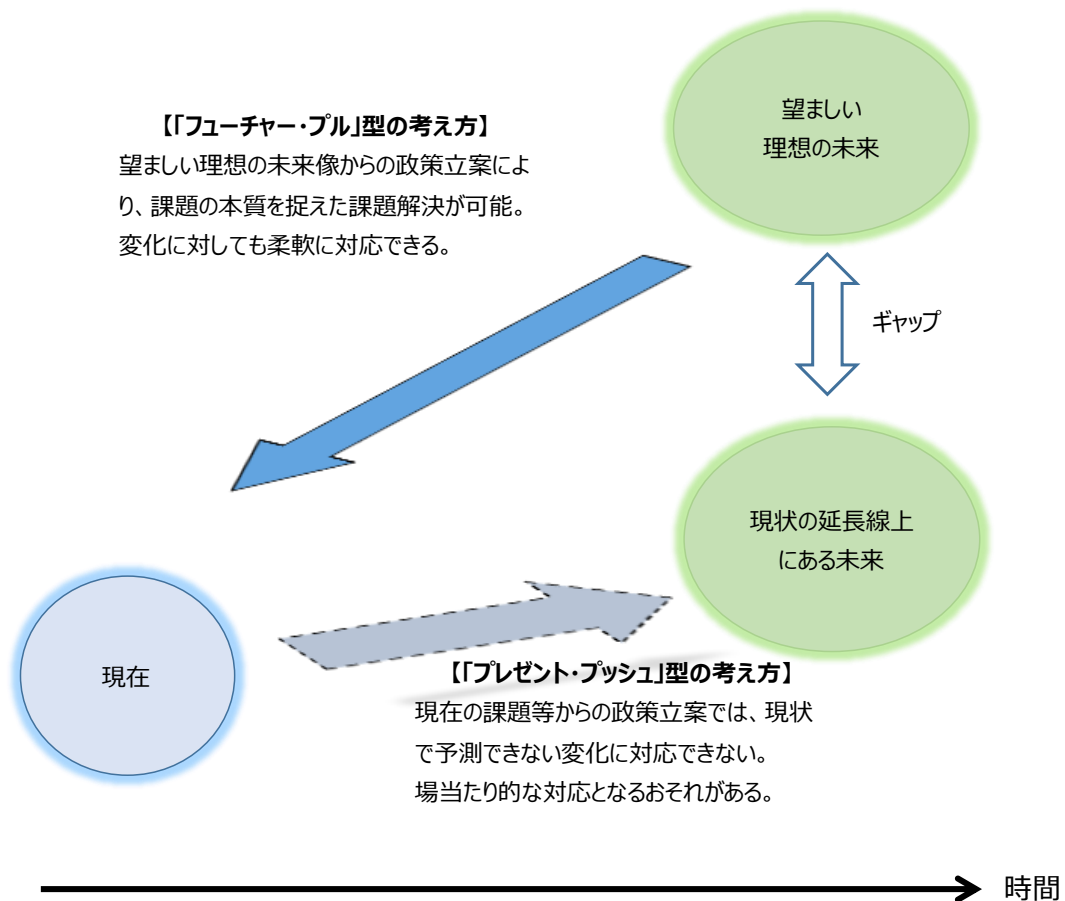 望ましい
理想の未来
【「フューチャー・プル」型の考え方】
望ましい理想の未来像からの政策立案によ
り、課題の本質を捉えた課題解決が可能。
変化に対しても柔軟に対応できる。
ギャップ
現状の延長線上
にある未来
現在
【「プレゼント・プッシュ」型の考え方】
現在の課題等からの政策立案では、現状
で予測できない変化に対応できない。
場当たり的な対応となるおそれがある。
時間